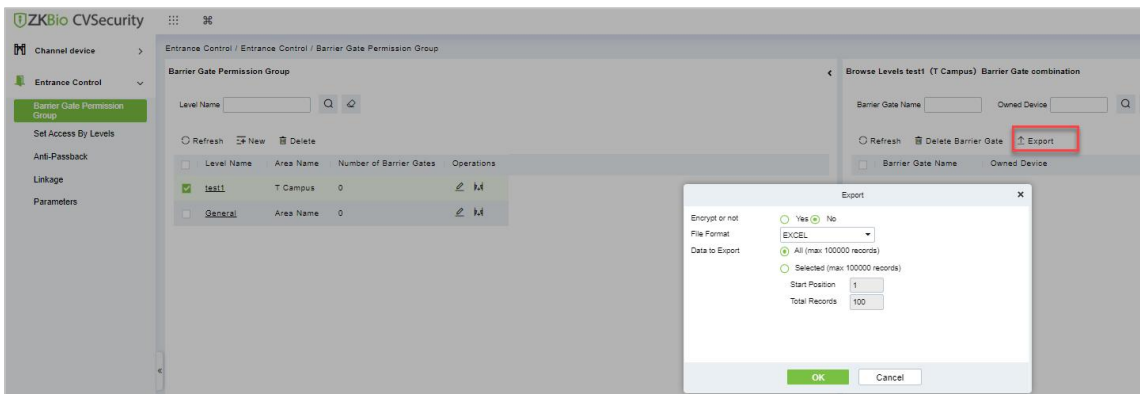 ZKBio CVSecurity
Channel device
Entrance Control
Barrier Gate Permission
Group
Set Access By Levels
Anti-Passback
Linkage
Parameters
Entrance Control / Entrance Control / Barrier Gate Permission Group
Barrier Gate Permission Group
Level Name
Refresh New Delete
Level Name Area Name Number of Barrier Gates Operations
test1 T Campus 0
General Area Name 0
Browse Levels test1 (T Campus) Barrier Gate combination
Barrier Gate Name Owned Device
Refresh Delete Barrier Gate Export
Barrier Gate Name Owned Device
Export
Encrypt or not Yes No
File Format EXCEL
Data to Export All (max 100000 records)
Selected (max 100000 records)
Start Position 1
Total Records 100
OK Cancel